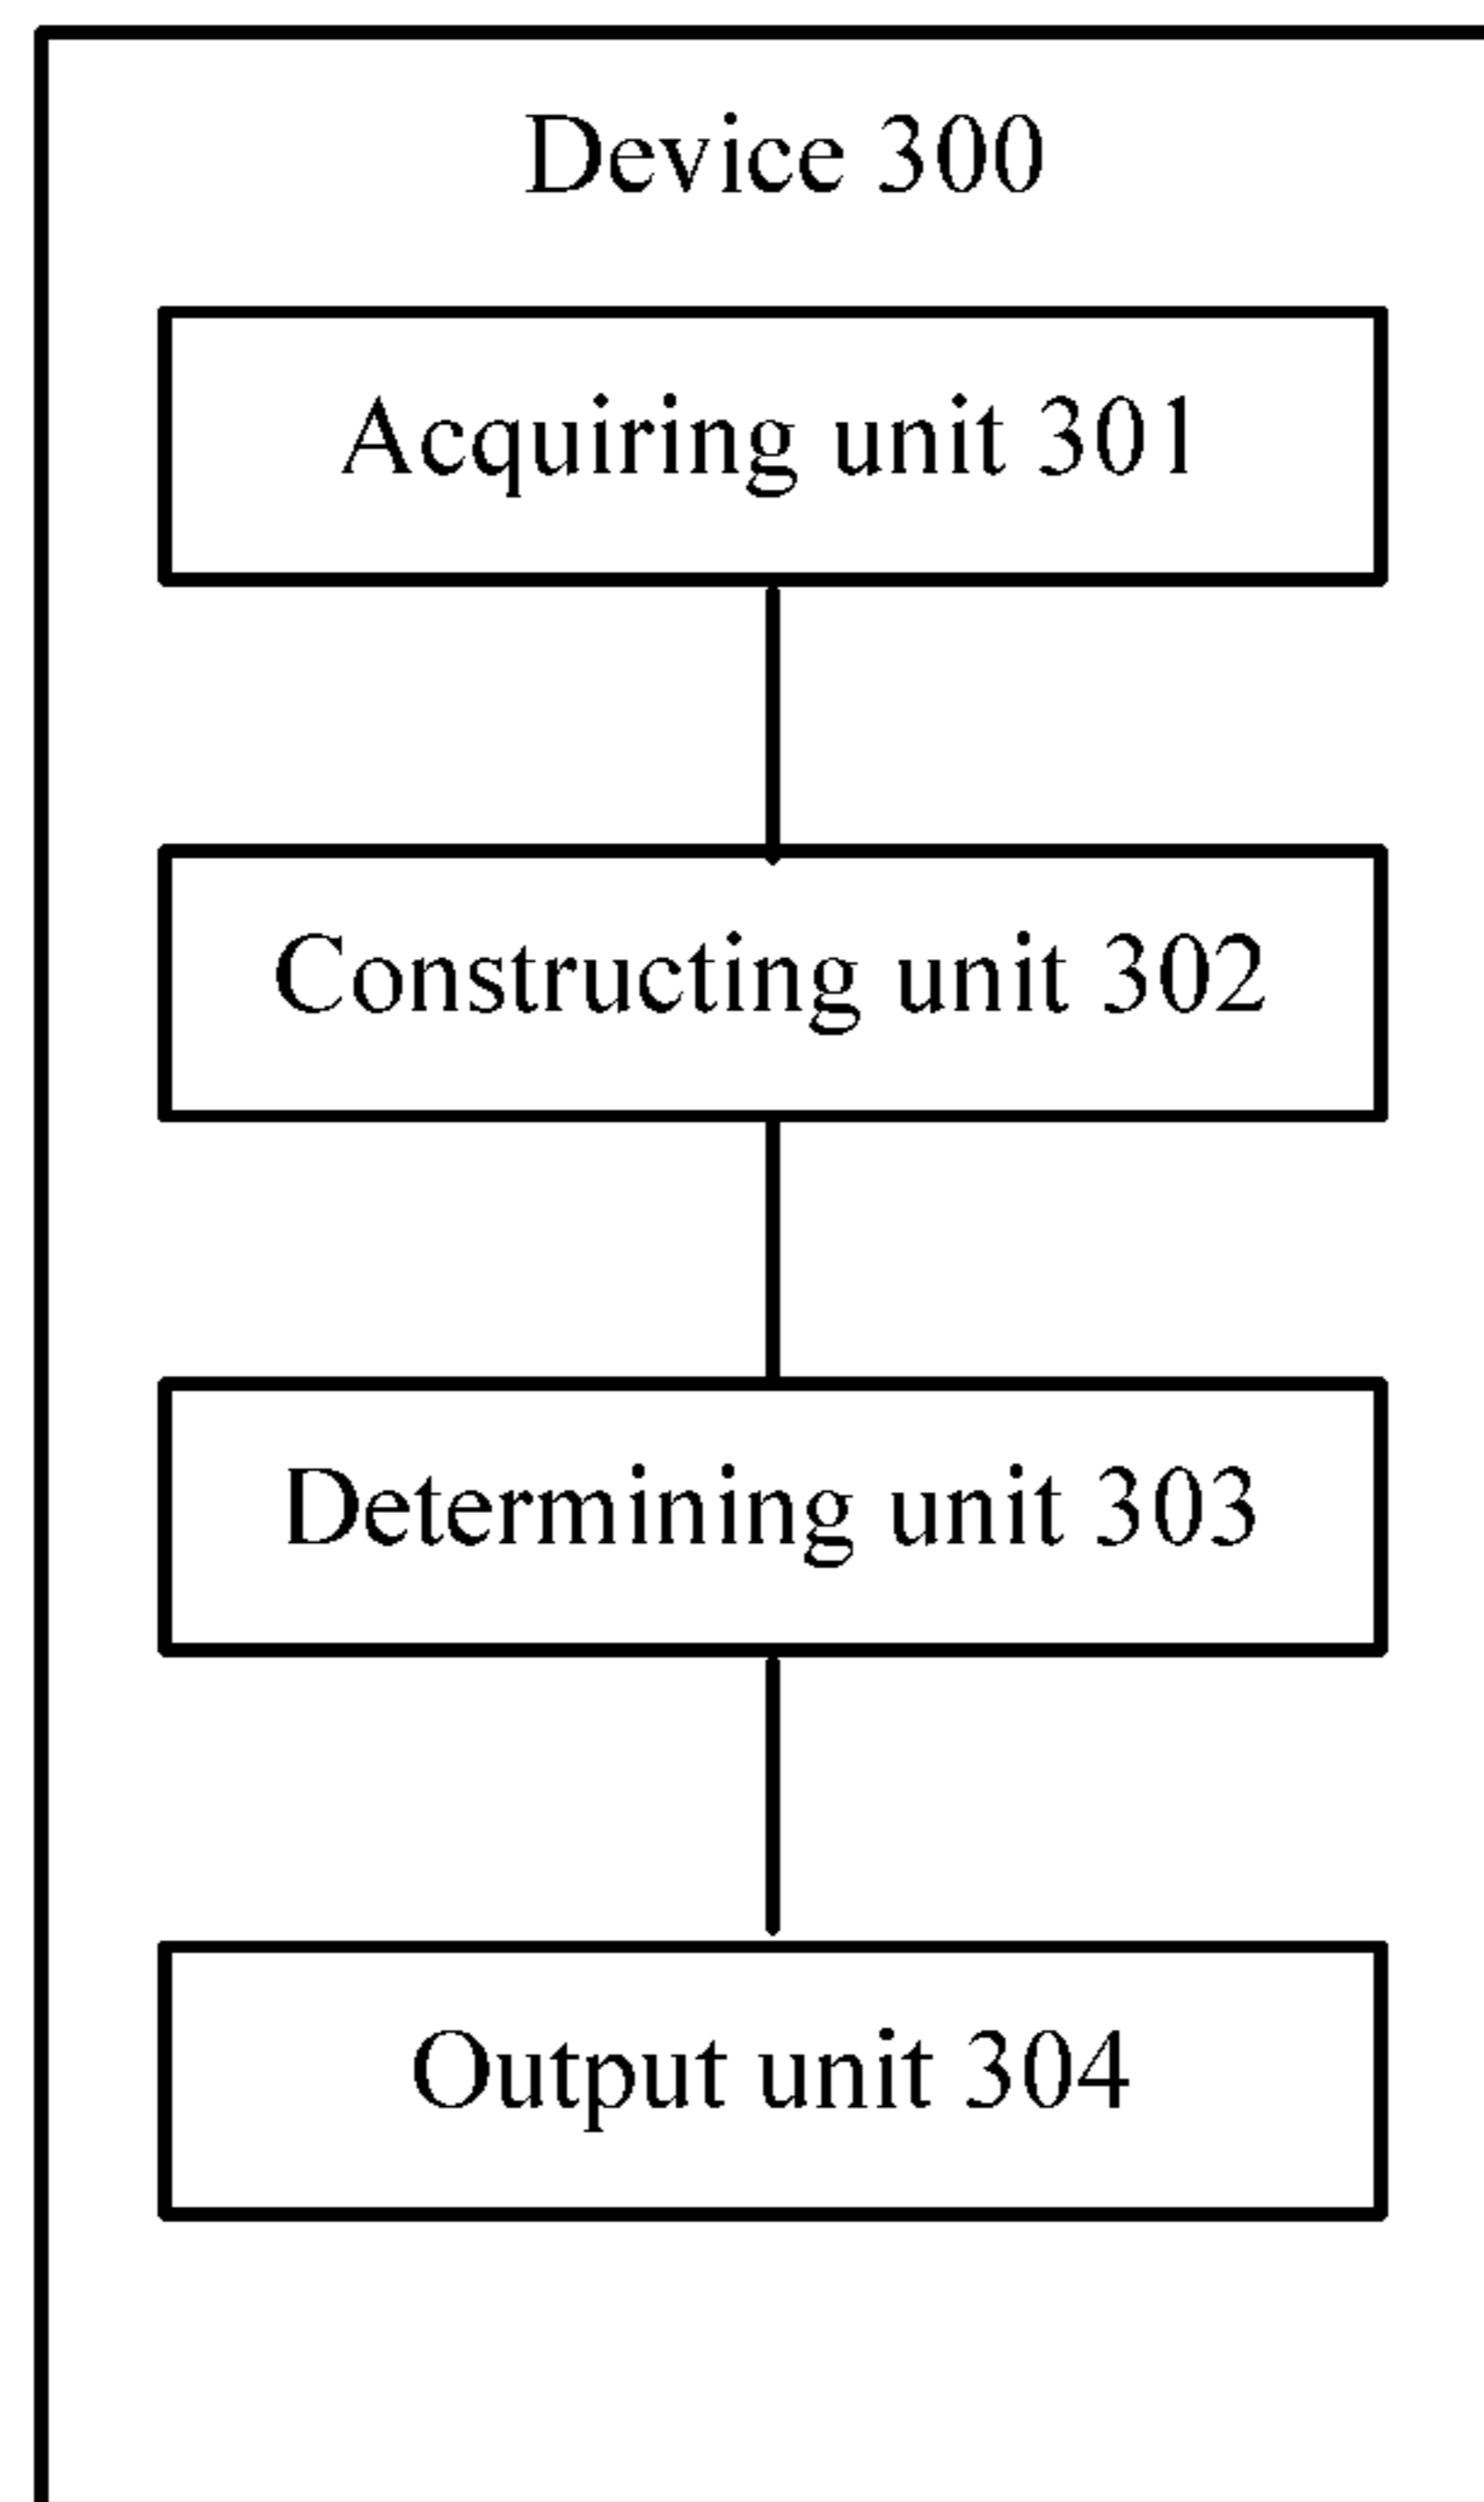 Device 300
Acquiring unit 301
Constructing unit 302
Determining unit 303
Output unit 304